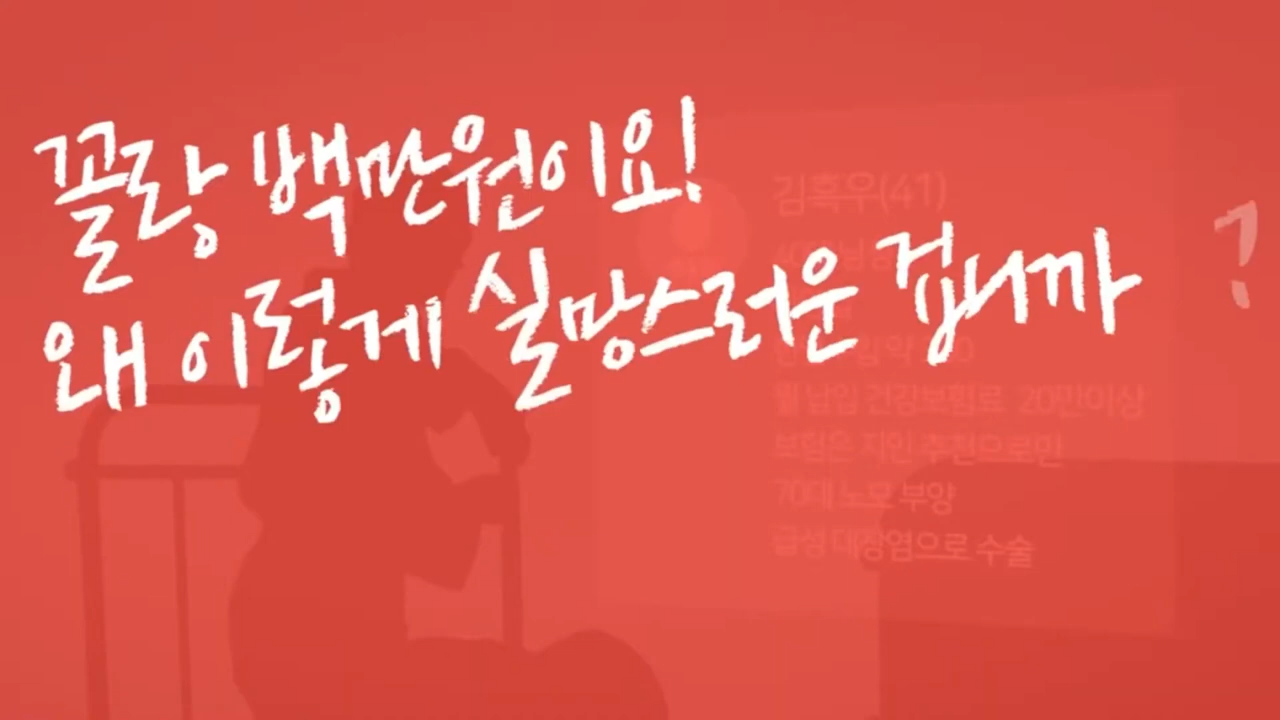 꼴랑 백만원이요!
왜 이렇게 실망스러운 겁니까
?
김흑우(41)
월 납입 건강보험료 20만이상
보험은 지인 추천으로만
70대 노모 부양
급성 대장염으로 수술